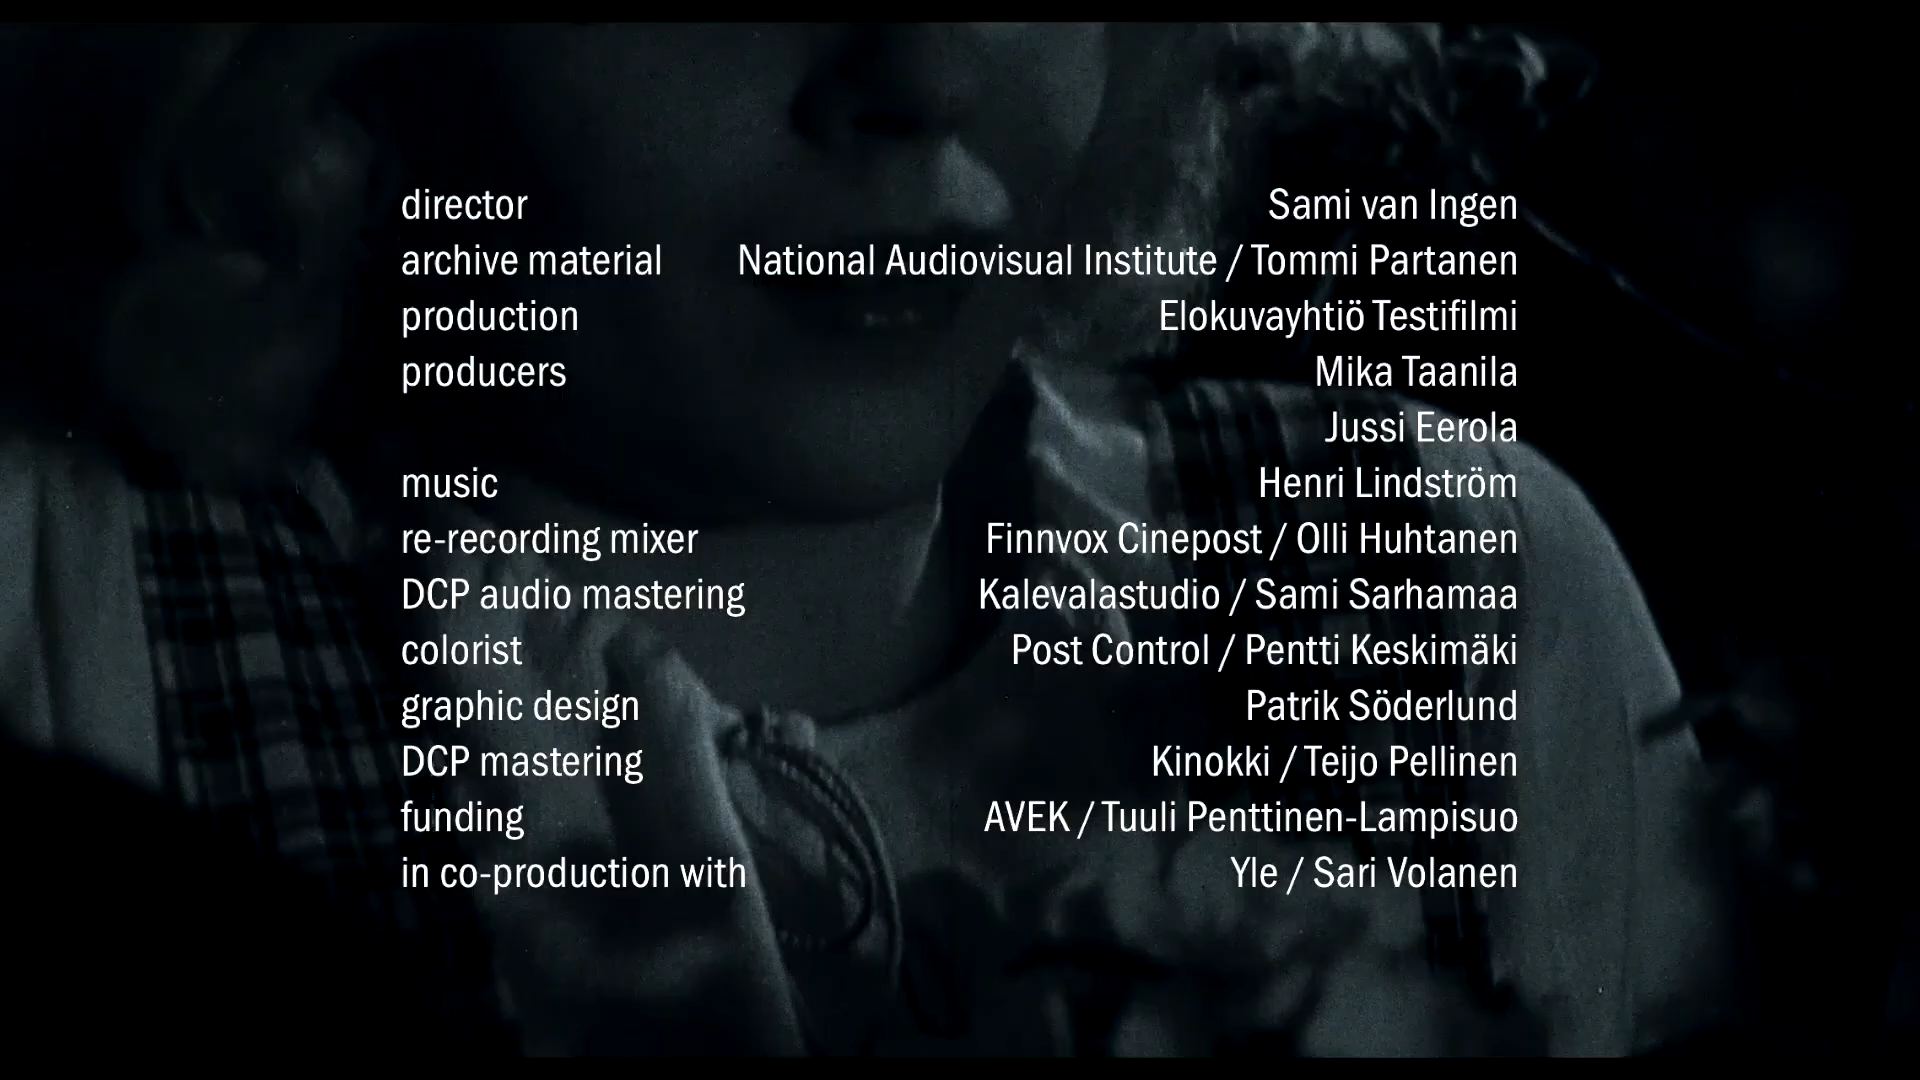 director Sami van Ingen
archive material National Audiovisual Institute / Tommi Partanen
production Elokuvayhtiö Testifilmi
producers Mika Taanila
Jussi Eerola
music Henri Lindström
re-recording mixer Finnvox Cinepost / Olli Huhtanen
DCP audio mastering Kalevalastudio / Sami Sarhamaa
colorist Post Control / Pentti Keskimäki
graphic design Patrik Söderlund
DCP mastering Kinokki / Teijo Pellinen
funding AVEK / Tuuli Penttinen-Lampisuo
in co-production with Yle / Sari Volanen